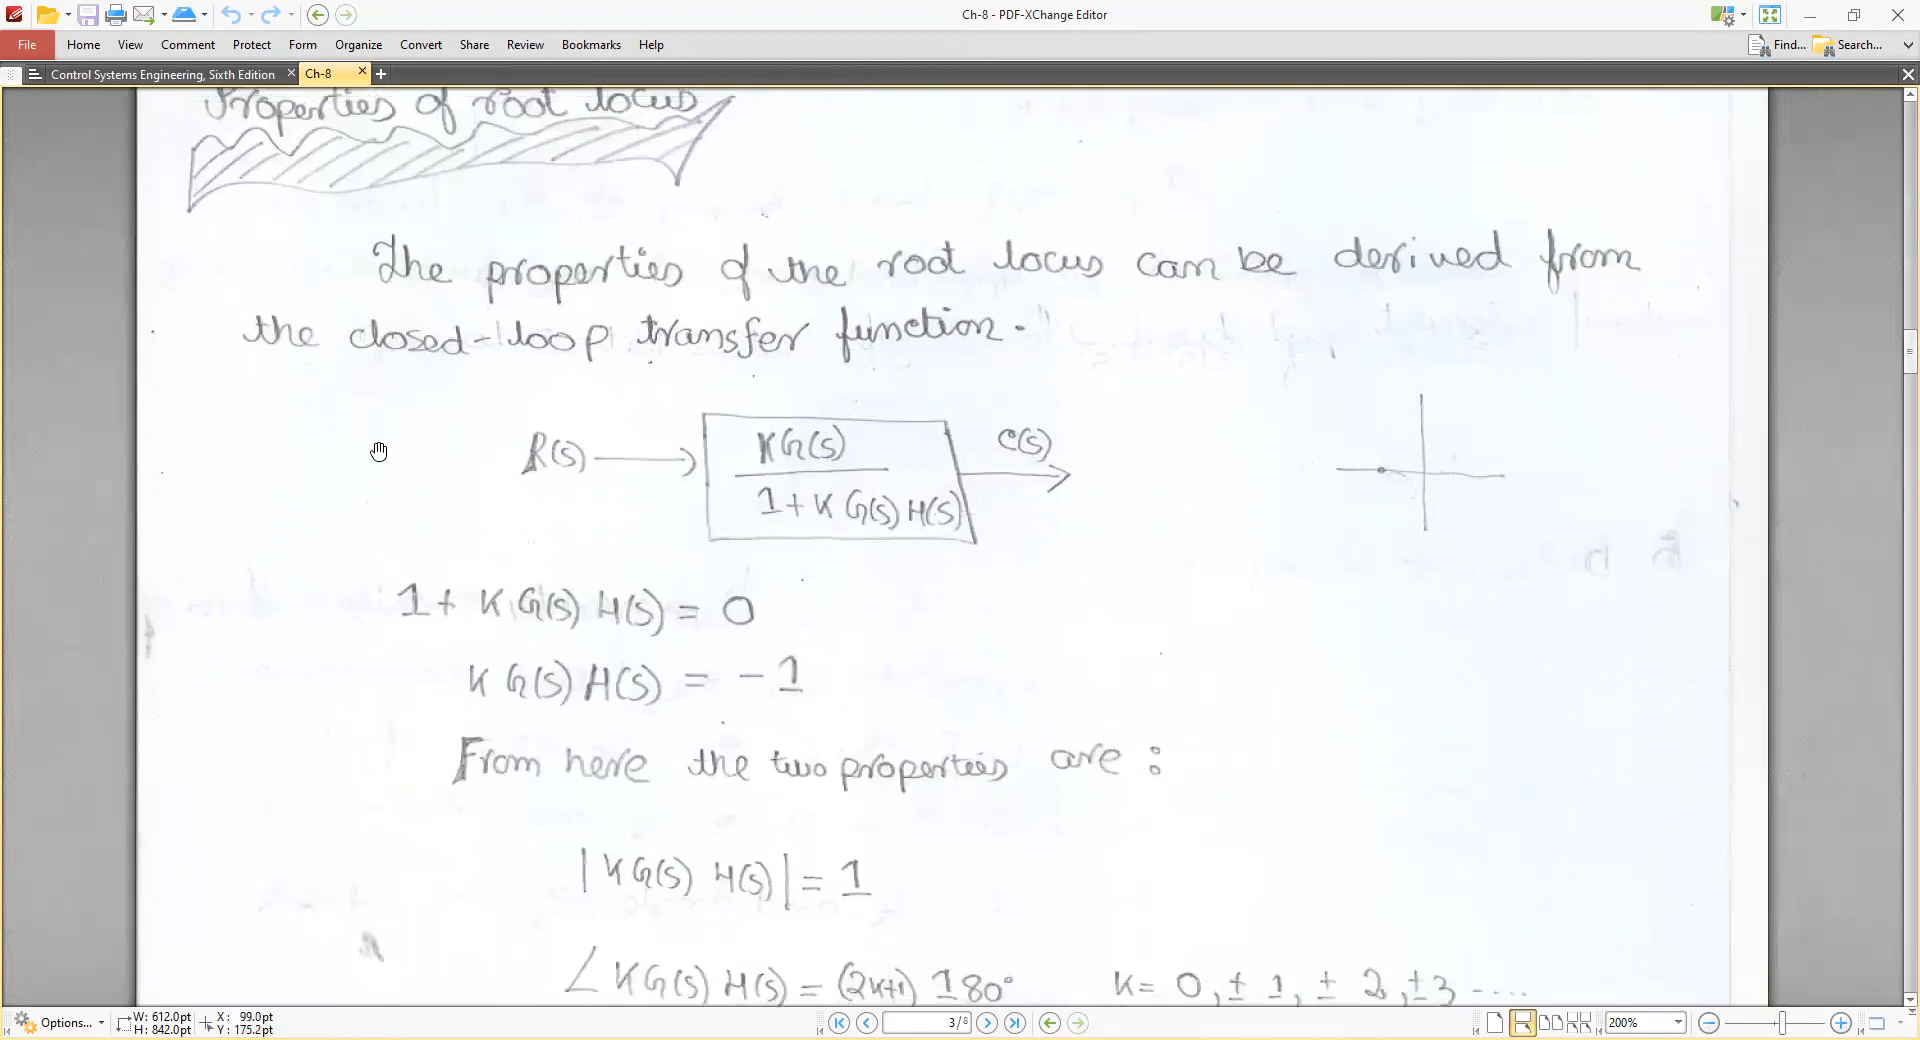 Ch-8 - PDF-XChange Editor
File Home View Comment Protect Form Organize Convert Share Review Bookmarks Help Find... Search...
Control Systems Engineering, Sixth Edition Ch-8
Properties of root locus
The properties of the root locus can be derived from
the closed-loop transfer function.
R(s) KG(s) C(s)
1+KG(s)H(s)
1+KG(s)H(s) = 0
KG(s)H(s) = -1
From here the two properties are :
|KG(s)H(s)| = 1
∠KG(s)H(s) = (2K+1) 180° K= 0, ± 1, ± 2, ±3 ----
Options... W: 612.0pt X: 99.0pt 3/8 200%
H: 842.0pt Y: 175.2pt